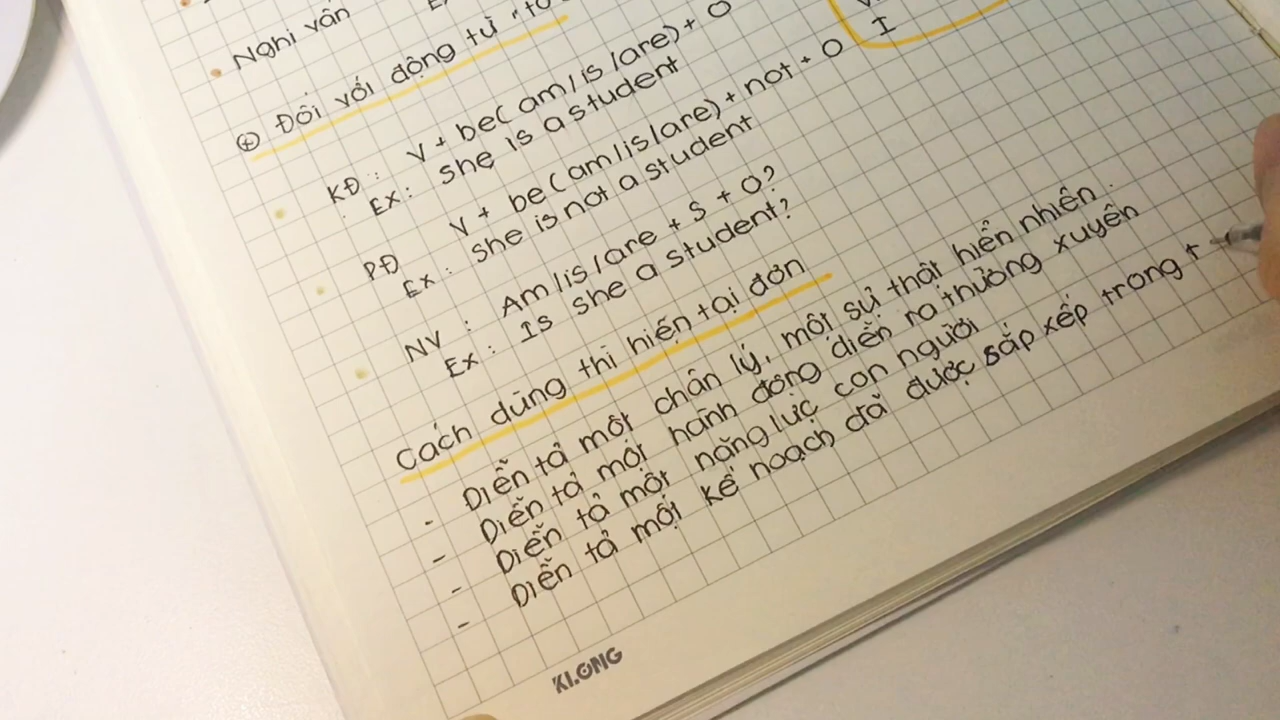 Nghi vấn
+ Đối với động từ "to
KĐ : V + be( am / is / are) + O
Ex : She is a student
PĐ V + be ( am / is / are) + not + O
Ex : She is not a student
NV : Am / is / are + S + O?
Ex : Is she a student?
I
Cách dùng thì hiện tại đơn
- Diễn tả một chân lý, một sự thật hiển nhiên.
- Diễn tả một hành động diễn ra thường xuyên
- Diễn tả một năng lực con người
- Diễn tả một kế hoạch đã được sắp xếp trong t
KLONG